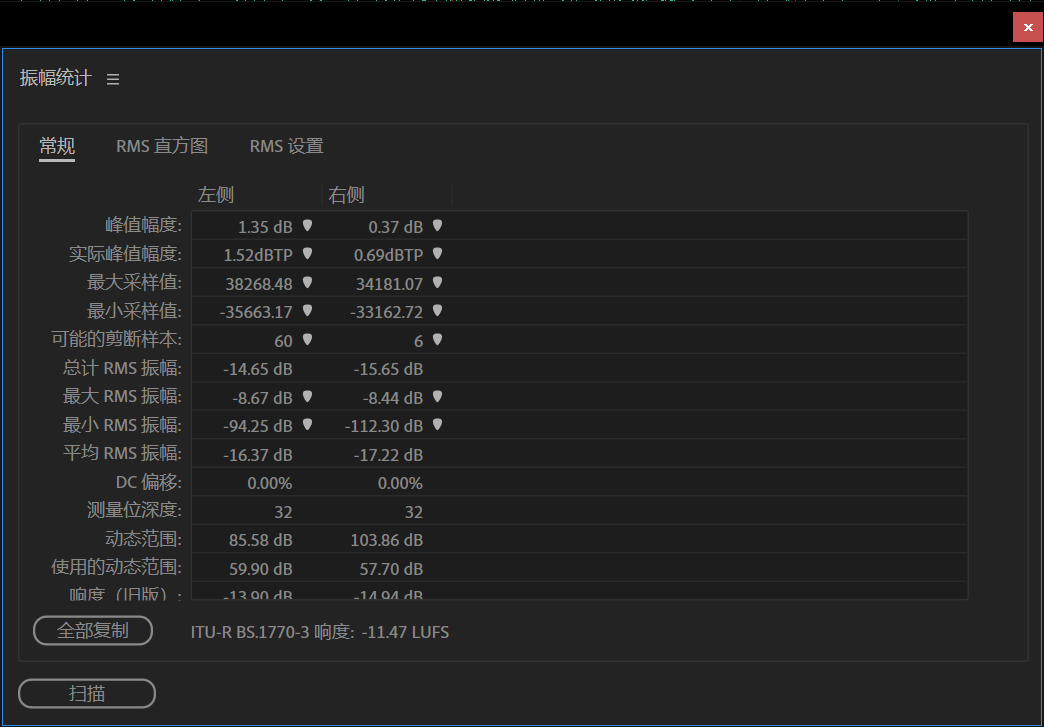 振幅统计
常规 RMS 直方图 RMS 设置
左侧 右侧
峰值幅度: 1.35 dB 0.37 dB
实际峰值幅度: 1.52dBTP 0.69dBTP
最大采样值: 38268.48 34181.07
最小采样值: -35663.17 -33162.72
可能的剪断样本: 60 6
总计 RMS 振幅: -14.65 dB -15.65 dB
最大 RMS 振幅: -8.67 dB -8.44 dB
最小 RMS 振幅: -94.25 dB -112.30 dB
平均 RMS 振幅: -16.37 dB -17.22 dB
DC 偏移: 0.00% 0.00%
测量位深度: 32 32
动态范围: 85.58 dB 103.86 dB
使用的动态范围: 59.90 dB 57.70 dB
响度（旧版）: -13.90 dB -14.94 dB
全部复制 ITU-R BS.1770-3 响度: -11.47 LUFS
扫描